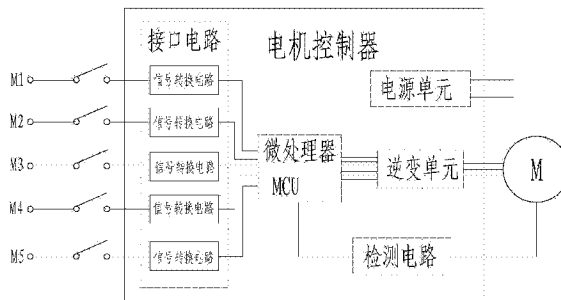 接口电路
电机控制器
M1
信号转换电路
电源单元
M2
信号转换电路
微处理器
MCU
M3
信号转换电路
逆变单元
M
M4
信号转换电路
M5
信号转换电路
检测电路